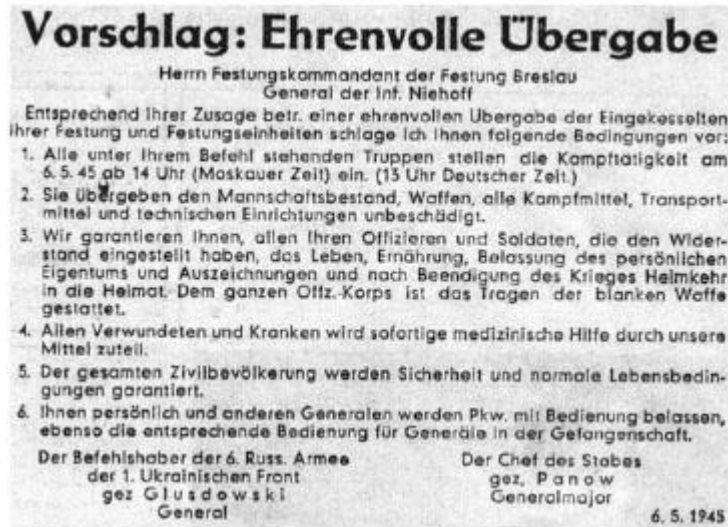 Vorschlag: Ehrenvolle Übergabe
Herrn Festungskommandant der Festung Breslau
General der Inf. Niehoff
Entsprechend Ihrer Zusage betr. einer ehrenvollen Übergabe der Eingekesselten
Ihrer Festung und Festungseinheiten schlage ich Ihnen folgende Bedingungen vor:
1. Alle unter Ihrem Befehl stehenden Truppen stellen die Kampftätigkeit am
6. 5. 45 ab 14 Uhr (Moskauer Zeit) ein. (13 Uhr Deutscher Zeit.)
2. Sie übergeben den Mannschaftsbestand, Waffen, alle Kampfmittel, Transport-
mittel und technischen Einrichtungen unbeschädigt.
3. Wir garantieren Ihnen, allen Ihren Offizieren und Soldaten, die den Wider-
stand eingestellt haben, das Leben, Ernährung, Belassung des persönlichen
Eigentums und Auszeichnungen und nach Beendigung des Krieges Heimkehr
in die Heimat. Dem ganzen Offz.-Korps ist das Tragen der blanken Waffe
gestattet.
4. Allen Verwundeten und Kranken wird sofortige medizinische Hilfe durch unsere
Mittel zuteil.
5. Der gesamten Zivilbevölkerung werden Sicherheit und normale Lebensbedin-
gungen garantiert.
6. Ihnen persönlich und anderen Generalen werden Pkw. mit Bedienung belassen,
ebenso die entsprechende Bedienung für Generäle in der Gefangenschaft.
Der Befehlshaber der 6. Russ. Armee
der 1. Ukrainischen Front
gez Glusdowski
General
Der Chef des Stabes
gez. Panow
Generalmajor
6. 5. 1945